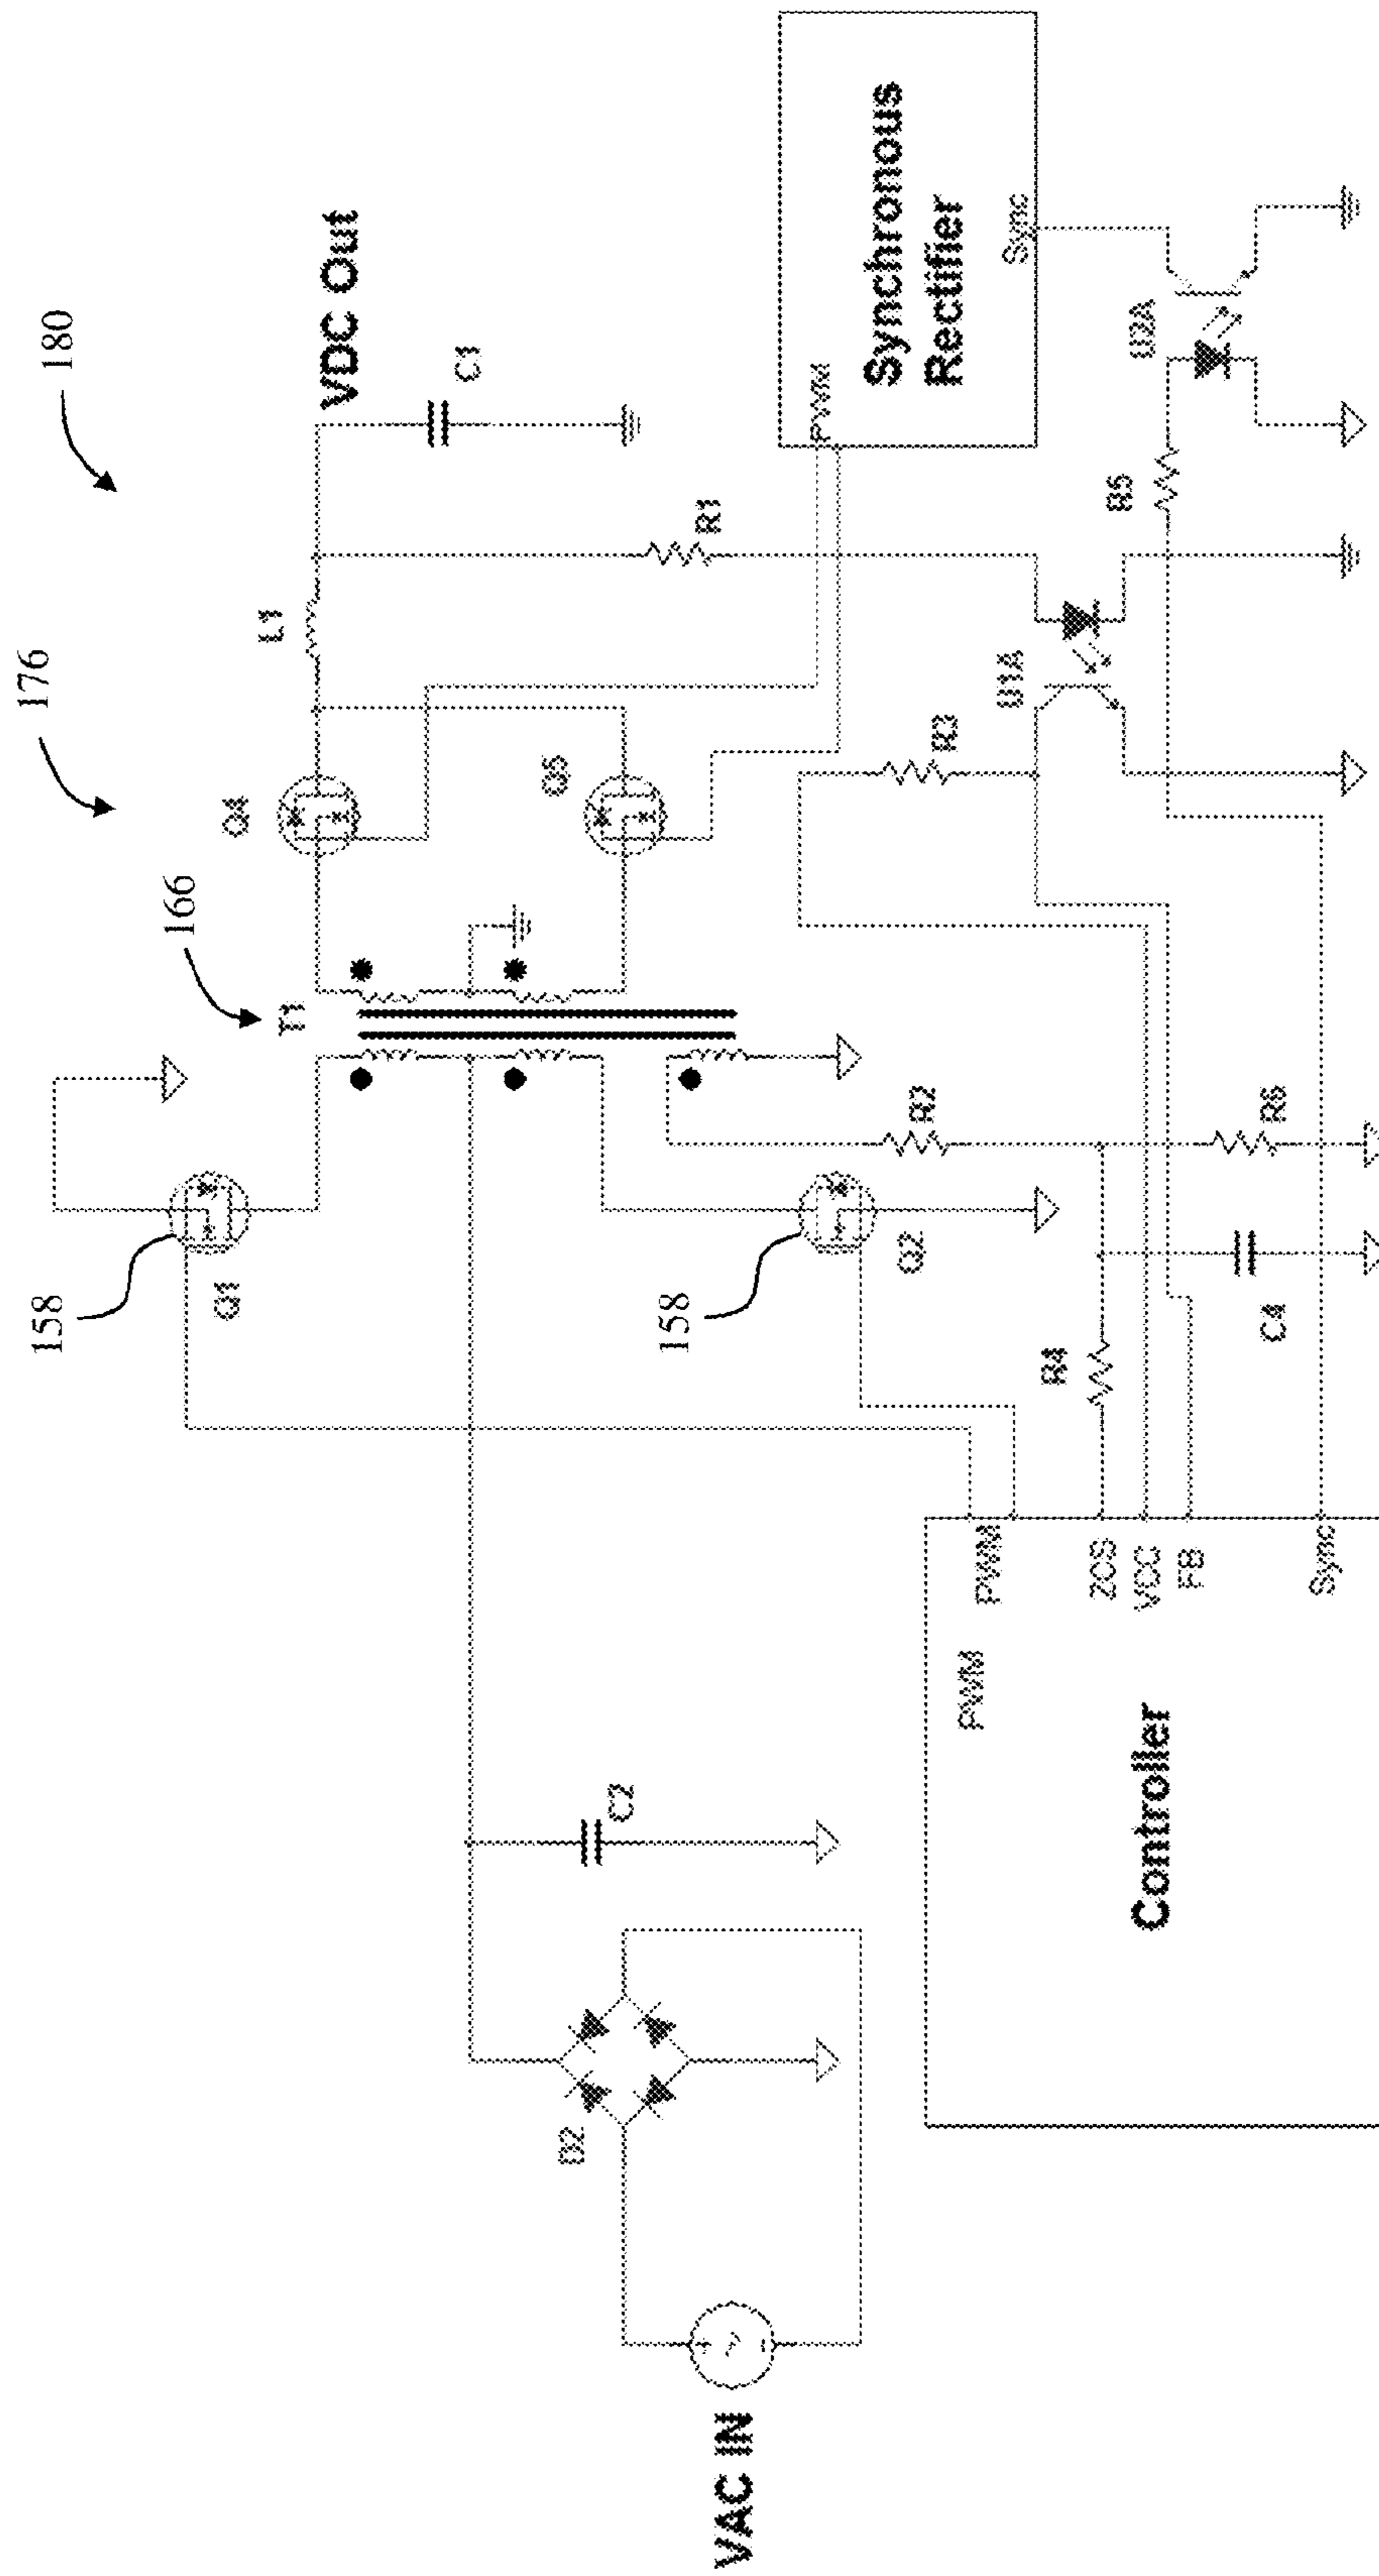 180
176
166
158
158
VAC IN
D2
C2
Q1
Q2
T1
Q4
Q5
L1
VDC Out
C1
R1
PWM
Synchronous
Rectifier
Sync
U2A
R5
U1A
R3
R2
R6
C4
R4
PWM
PWM
ZCS
VCC
FB
Sync
Controller